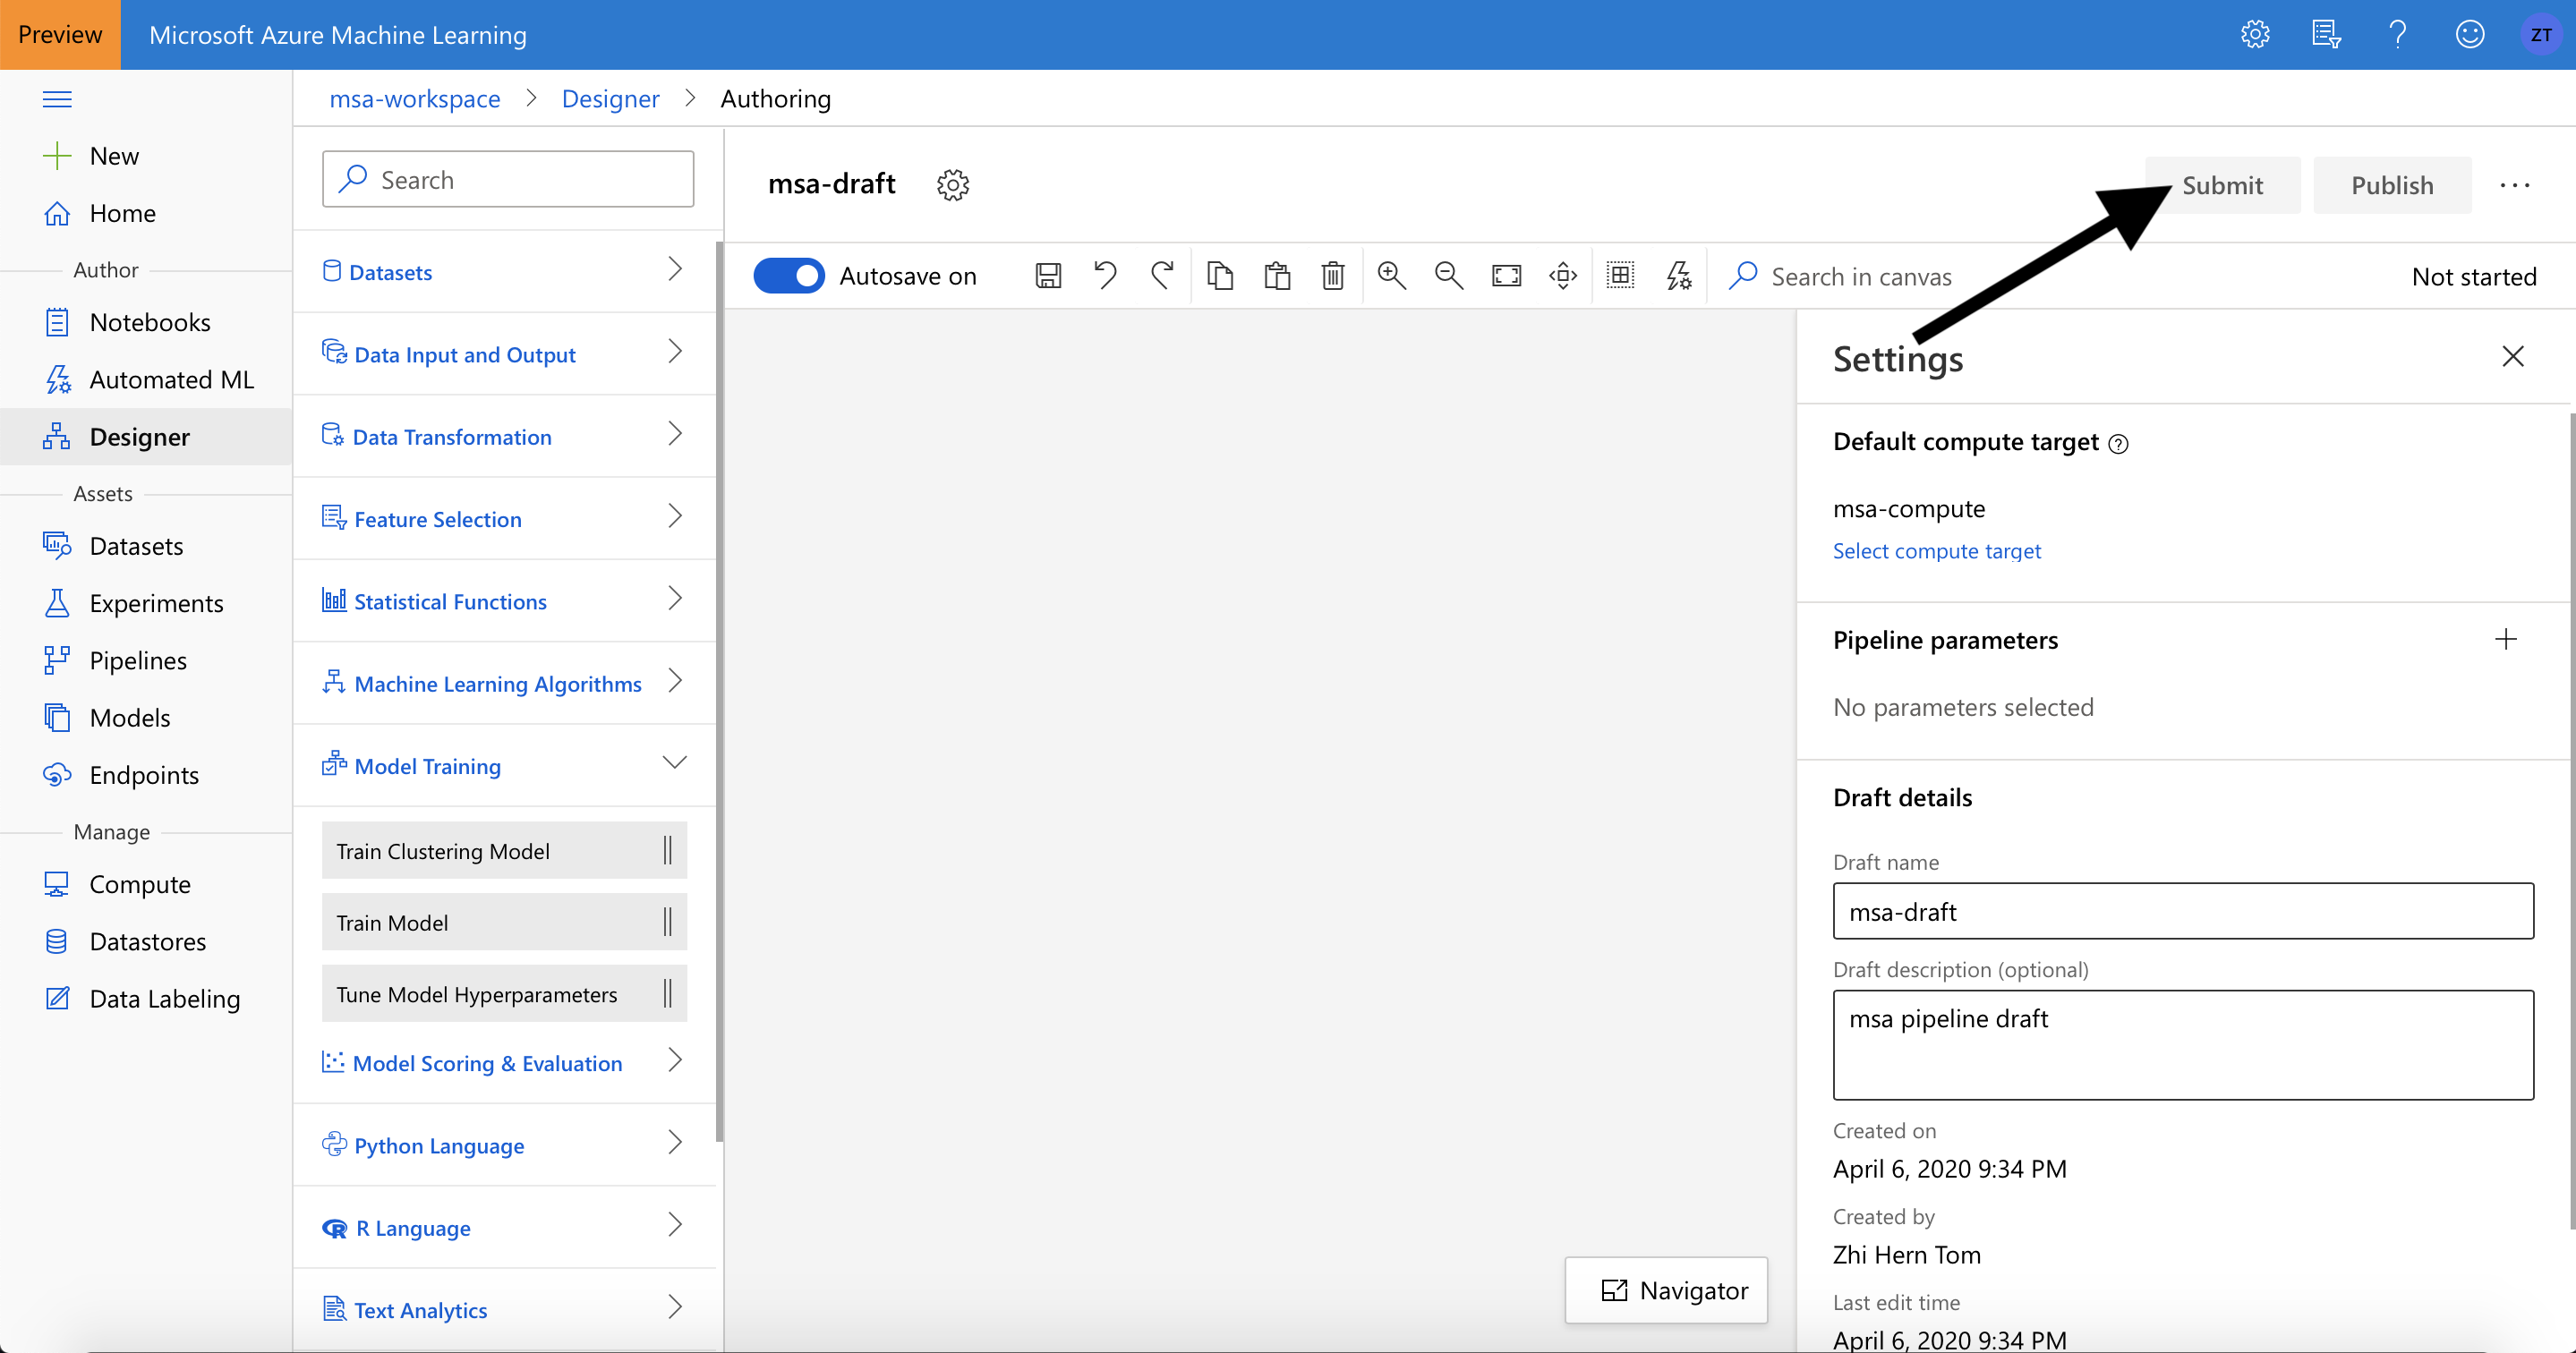 Preview
Microsoft Azure Machine Learning
ZT
msa-workspace > Designer > Authoring
New
Home
Author
Notebooks
Automated ML
Designer
Assets
Datasets
Experiments
Pipelines
Models
Endpoints
Manage
Compute
Datastores
Data Labeling
Search
Datasets
Data Input and Output
Data Transformation
Feature Selection
Statistical Functions
Machine Learning Algorithms
Model Training
Train Clustering Model
Train Model
Tune Model Hyperparameters
Model Scoring & Evaluation
Python Language
R Language
Text Analytics
msa-draft
Submit
Publish
Autosave on
Search in canvas
Not started
Navigator
Settings
Default compute target
msa-compute
Select compute target
Pipeline parameters
No parameters selected
Draft details
Draft name
msa-draft
Draft description (optional)
msa pipeline draft
Created on
April 6, 2020 9:34 PM
Created by
Zhi Hern Tom
Last edit time
April 6, 2020 9:34 PM